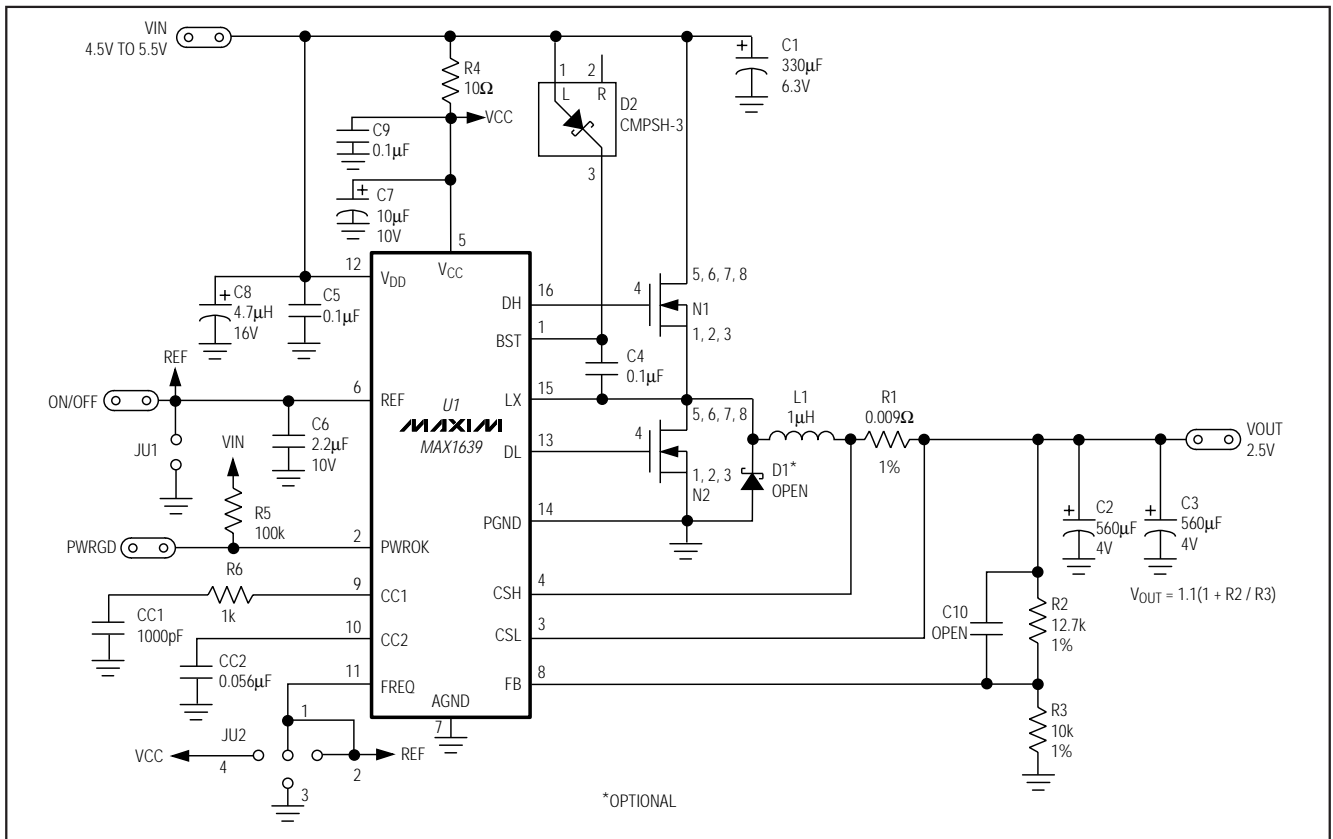 VIN
4.5V TO 5.5V
R4
10Ω
VCC
C9
0.1μF
C7
10μF
10V
1
2
L
R
D2
CMPSH-3
3
C1
330μF
6.3V
5
VCC
12
VDD
C8
4.7μH
16V
C5
0.1μF
DH
16
4
5, 6, 7, 8
N1
1, 2, 3
BST
1
C4
0.1μF
REF
ON/OFF
6
REF
U1
MAXIM
MAX1639
LX
15
JU1
C6
2.2μF
10V
DL
13
4
5, 6, 7, 8
1, 2, 3
N2
D1*
OPEN
L1
1μH
R1
0.009Ω
1%
VOUT
2.5V
C2
560μF
4V
C3
560μF
4V
VIN
R5
100k
PGND
14
PWRGD
2
PWROK
R6
1k
9
CC1
CC1
1000pF
CSH
4
VOUT = 1.1(1 + R2 / R3)
C10
OPEN
R2
12.7k
1%
10
CC2
CC2
0.056μF
CSL
3
11
FREQ
FB
8
AGND
7
R3
10k
1%
JU2
1
VCC
4
REF
2
3
*OPTIONAL